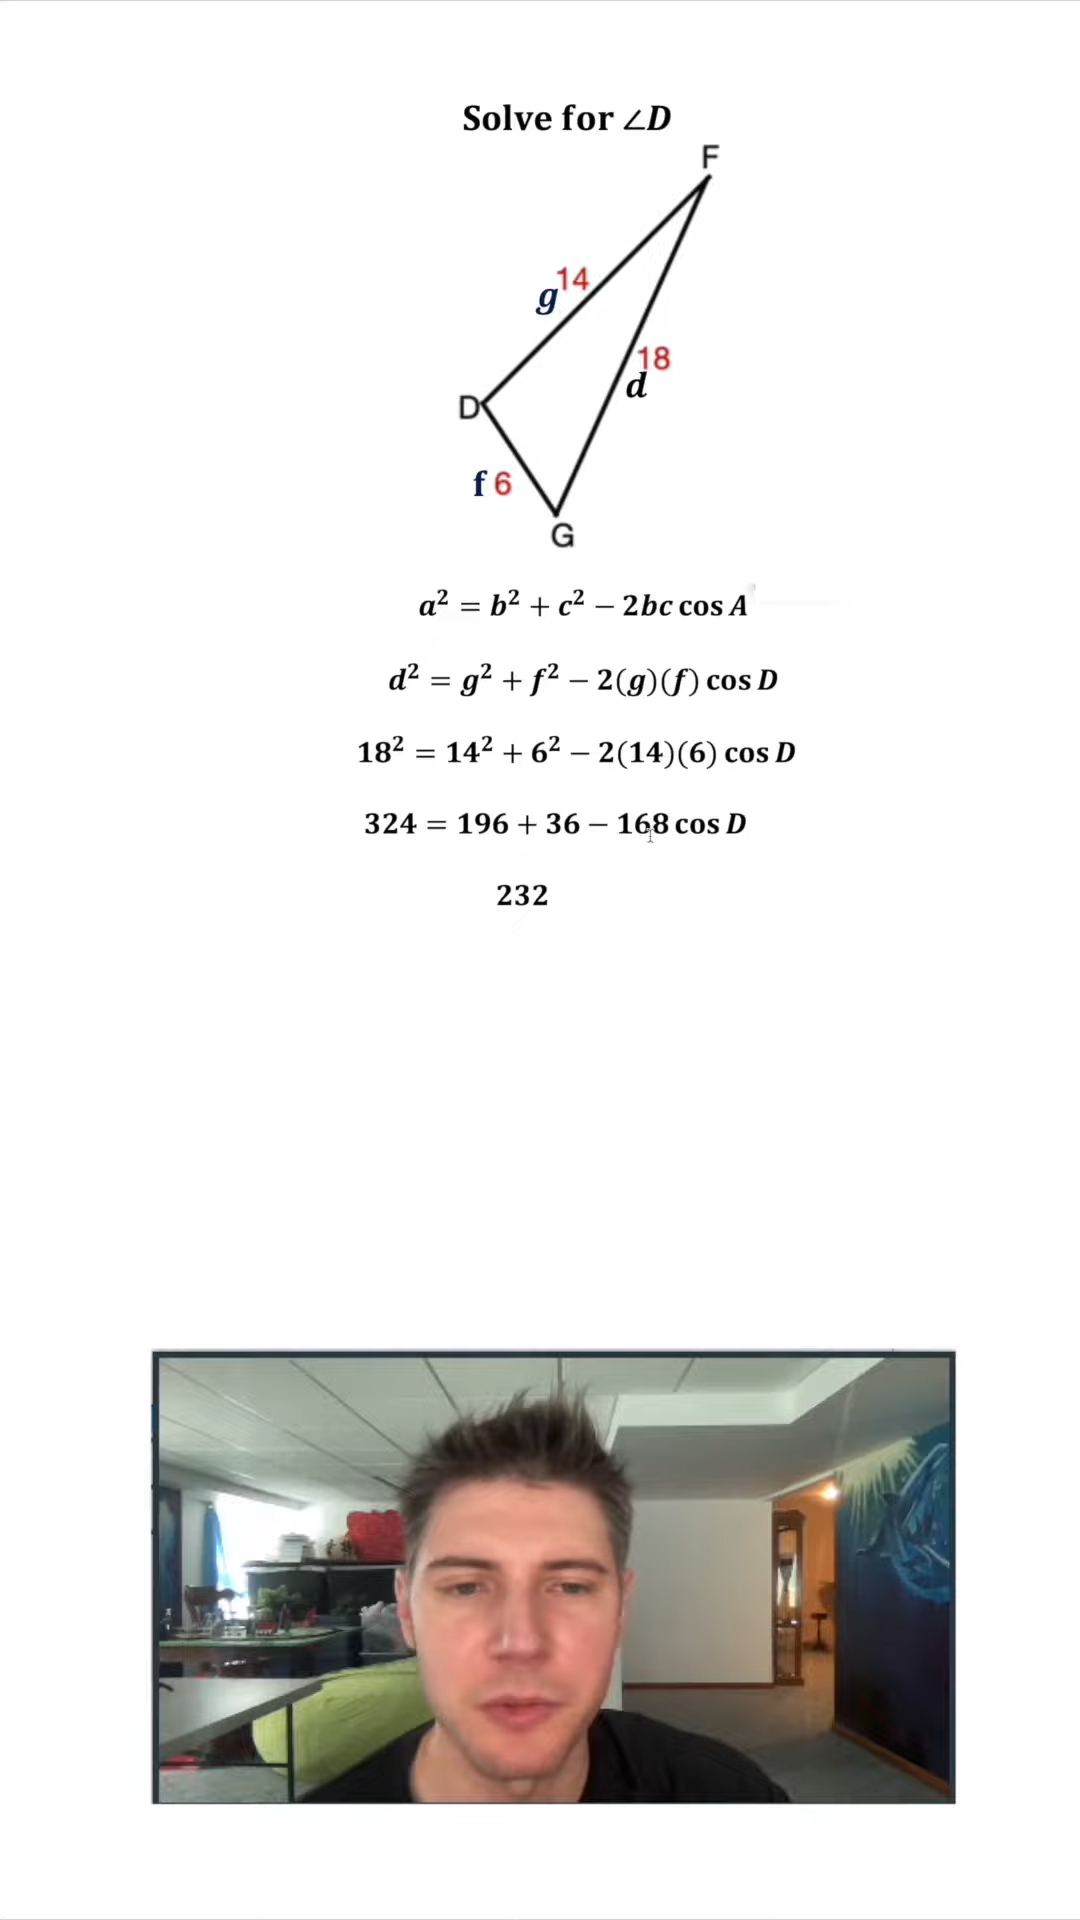 Solve for ∠D
F
g 14
18
d
D
f 6
G
a² = b² + c² − 2bc cos A
d² = g² + f² − 2(g)(f) cos D
18² = 14² + 6² − 2(14)(6) cos D
324 = 196 + 36 − 168 cos D
232